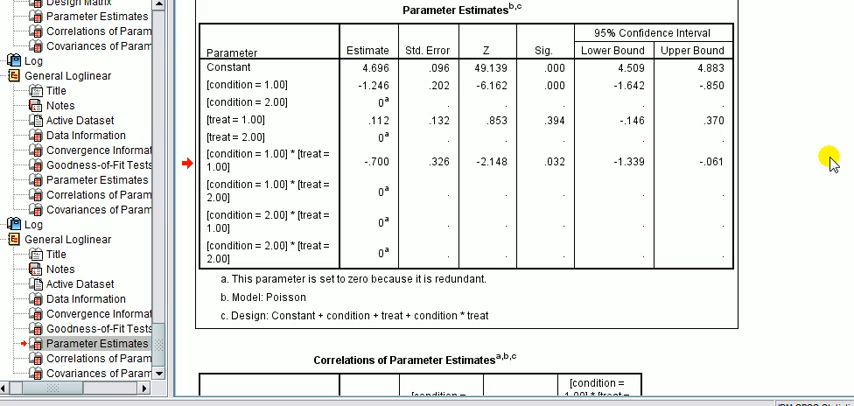 Design Matrix
Parameter Estimates
Correlations of Param
Covariances of Param
Log
General Loglinear
Title
Notes
Active Dataset
Data Information
Convergence Informat
Goodness-of-Fit Tests
Parameter Estimates
Correlations of Param
Covariances of Param
Log
General Loglinear
Title
Notes
Active Dataset
Data Information
Convergence Informat
Goodness-of-Fit Tests
Parameter Estimates
Correlations of Param
Covariances of Param
Parameter Estimates b,c
95% Confidence Interval
Parameter Estimate Std. Error Z Sig. Lower Bound Upper Bound
Constant 4.696 .096 49.139 .000 4.509 4.883
[condition = 1.00] -1.246 .202 -6.162 .000 -1.642 -.850
[condition = 2.00] 0a . . . . .
[treat = 1.00] .112 .132 .853 .394 -.146 .370
[treat = 2.00] 0a . . . . .
[condition = 1.00] * [treat =
1.00] -.700 .326 -2.148 .032 -1.339 -.061
[condition = 1.00] * [treat =
2.00] 0a . . . . .
[condition = 2.00] * [treat =
1.00] 0a . . . . .
[condition = 2.00] * [treat =
2.00] 0a . . . . .
a. This parameter is set to zero because it is redundant.
b. Model: Poisson
c. Design: Constant + condition + treat + condition * treat
Correlations of Parameter Estimates a,b,c
[condition =
[condition =
1.00] * [treat =